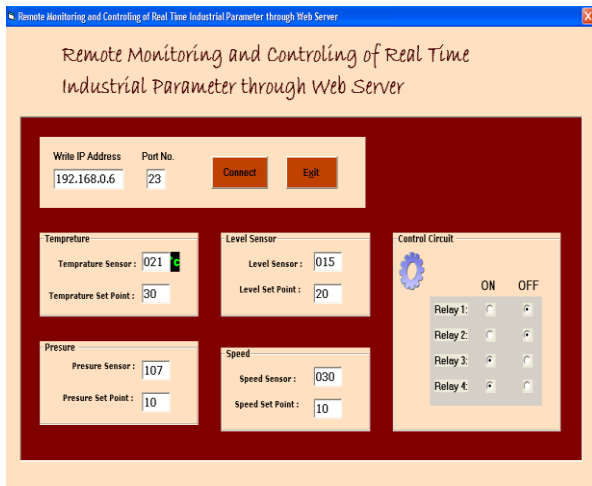 Remote Monitoring and Controling of Real Time Industrial Parameter through Web Server
Remote Monitoring and Controling of Real Time
Industrial Parameter through Web Server
Write IP Address Port No.
192.168.0.6 23 Connect Exit
Tempreture
Temprature Sensor : 021 °c
Temprature Set Point : 30
Level Sensor
Level Sensor : 015
Level Set Point : 20
Control Circuit
ON OFF
Relay 1:
Relay 2:
Relay 3:
Relay 4:
Presure
Presure Sensor : 107
Presure Set Point : 10
Speed
Speed Sensor : 030
Speed Set Point : 10